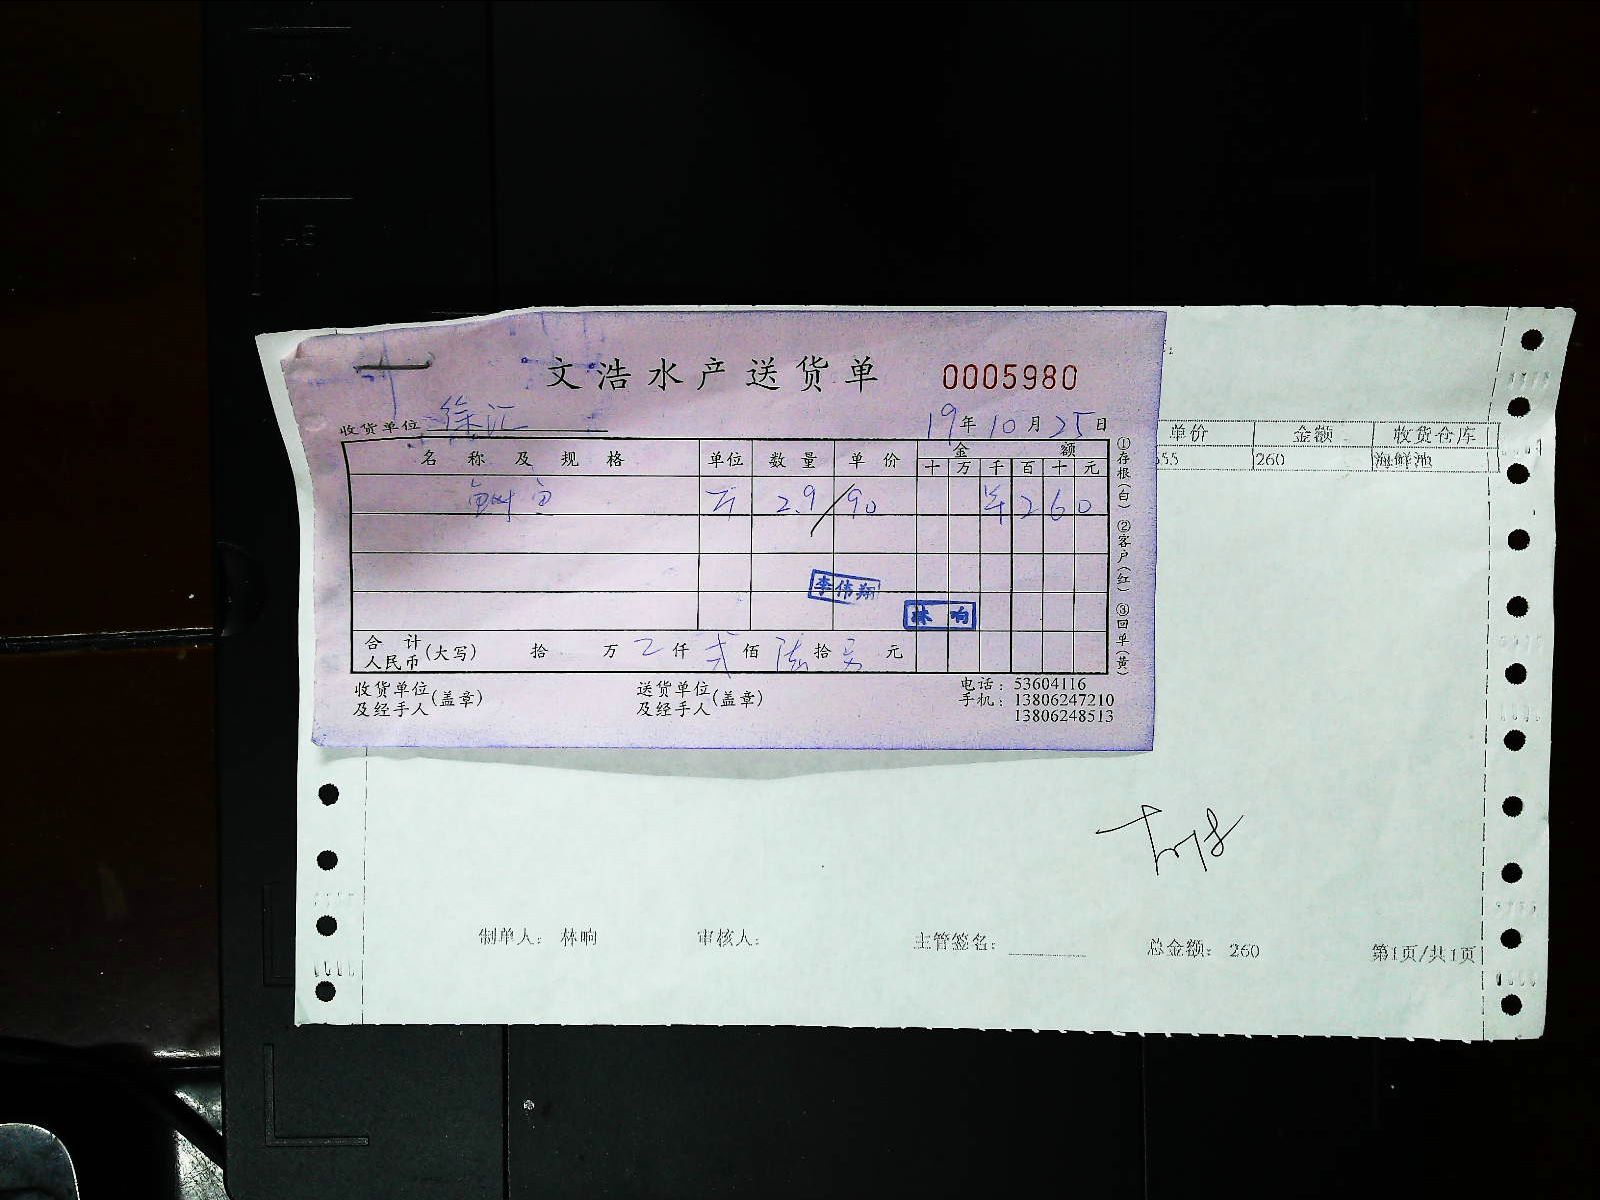 文浩水产送货单 0005980
收货单位 徐汇 19年10月25日
名称及规格 单位 数量 单价 金额
十 万 千 百 十 元
鱼 斤 2.9 90 ¥260
李伟翔
林响
合计人民币(大写) 拾 万 仟 弍佰 陆拾 元
收货单位及经手人(盖章) 送货单位及经手人(盖章) 电话:53604116
手机:13806247210
13806248513
①存根(白) ②客户(红) ③回单(黄)
单价 金额 收货仓库
55 260 海鲜池
制单人: 林响 审核人: 主管签名: 总金额: 260 第1页/共1页
A5